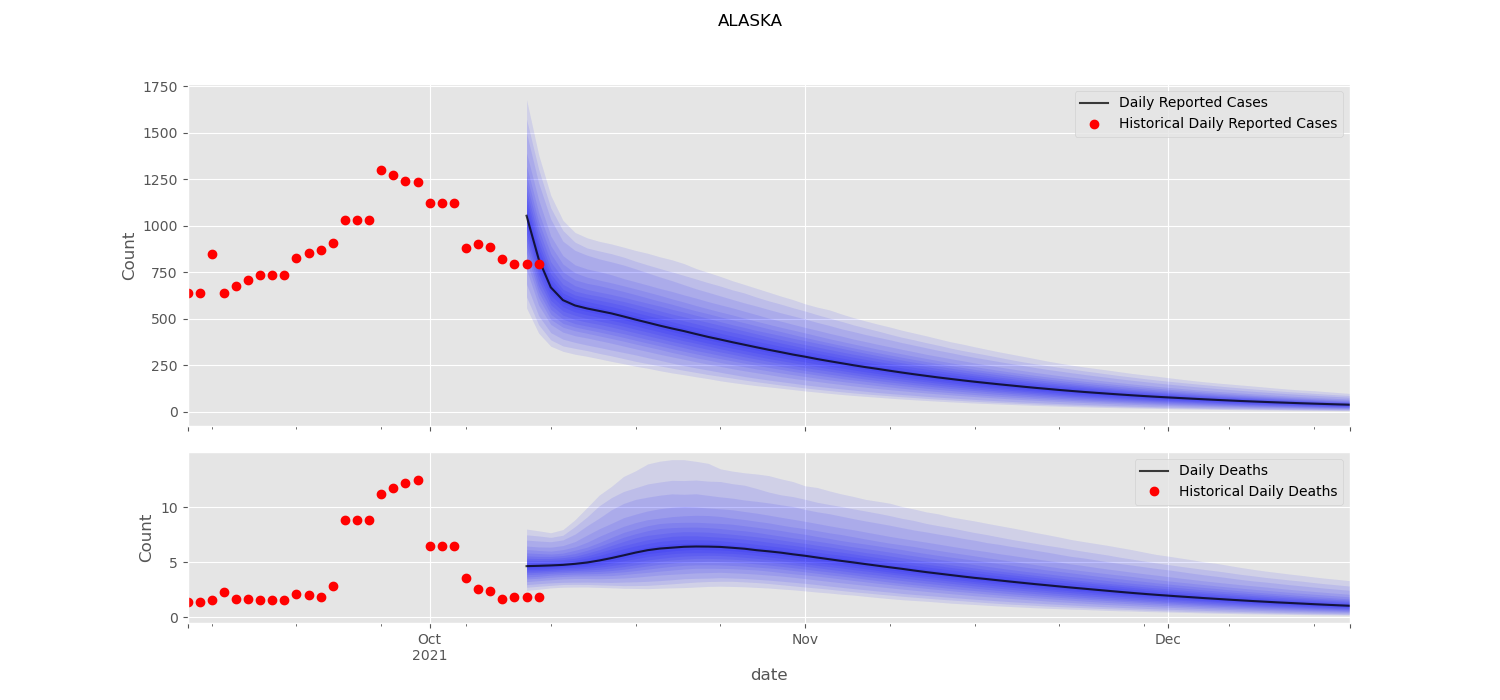 ALASKA
1750
1500
1250
1000
750
500
250
0
Count
Daily Reported Cases
Historical Daily Reported Cases
10
5
0
Count
Daily Deaths
Historical Daily Deaths
Oct
2021
Nov
Dec
date